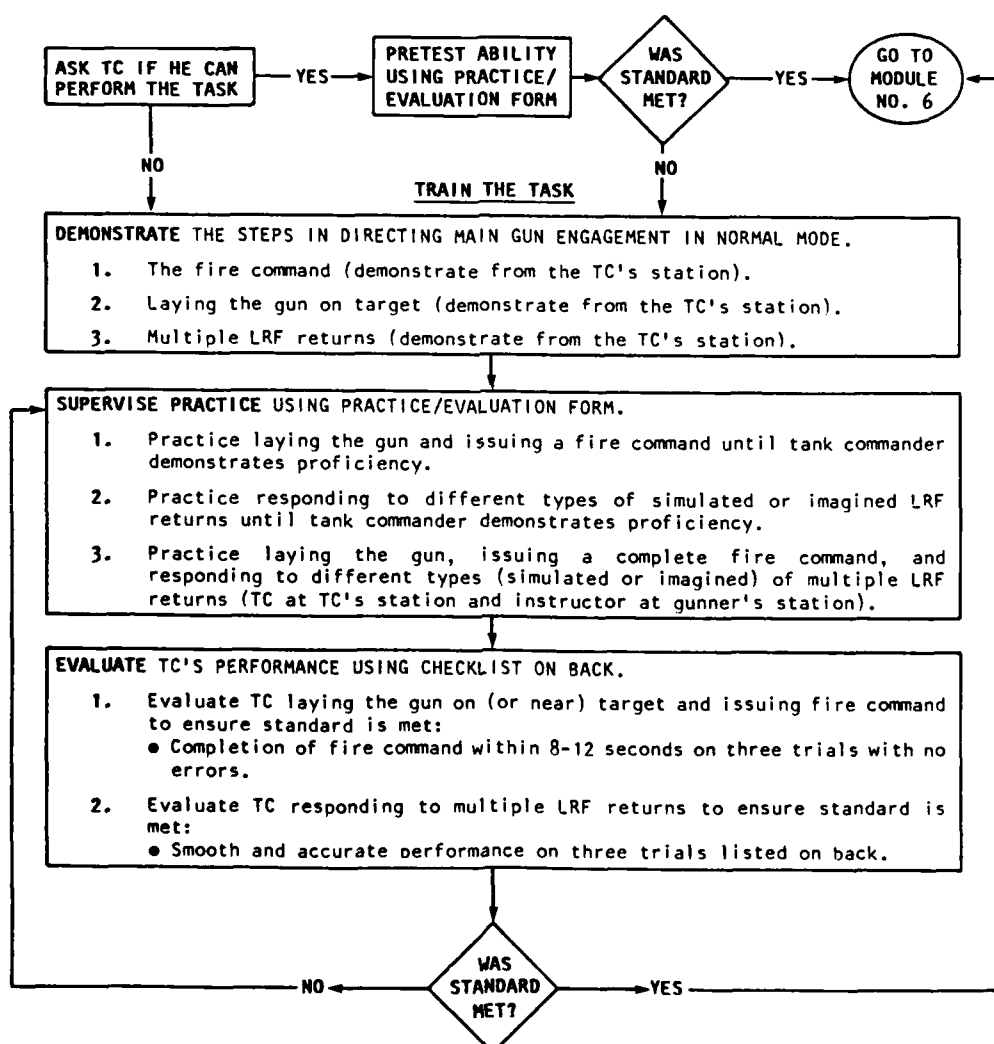 ASK TC IF HE CAN
PERFORM THE TASK
YES
PRETEST ABILITY
USING PRACTICE/
EVALUATION FORM
WAS
STANDARD
MET?
YES
GO TO
MODULE
NO. 6
NO
NO
TRAIN THE TASK
DEMONSTRATE THE STEPS IN DIRECTING MAIN GUN ENGAGEMENT IN NORMAL MODE.
1. The fire command (demonstrate from the TC's station).
2. Laying the gun on target (demonstrate from the TC's station).
3. Multiple LRF returns (demonstrate from the TC's station).
SUPERVISE PRACTICE USING PRACTICE/EVALUATION FORM.
1. Practice laying the gun and issuing a fire command until tank commander
demonstrates proficiency.
2. Practice responding to different types of simulated or imagined LRF
returns until tank commander demonstrates proficiency.
3. Practice laying the gun, issuing a complete fire command, and
responding to different types (simulated or imagined) of multiple LRF
returns (TC at TC's station and instructor at gunner's station).
EVALUATE TC'S PERFORMANCE USING CHECKLIST ON BACK.
1. Evaluate TC laying the gun on (or near) target and issuing fire command
to ensure standard is met:
● Completion of fire command within 8-12 seconds on three trials with no
errors.
2. Evaluate TC responding to multiple LRF returns to ensure standard is
met:
● Smooth and accurate performance on three trials listed on back.
WAS
STANDARD
MET?
NO
YES